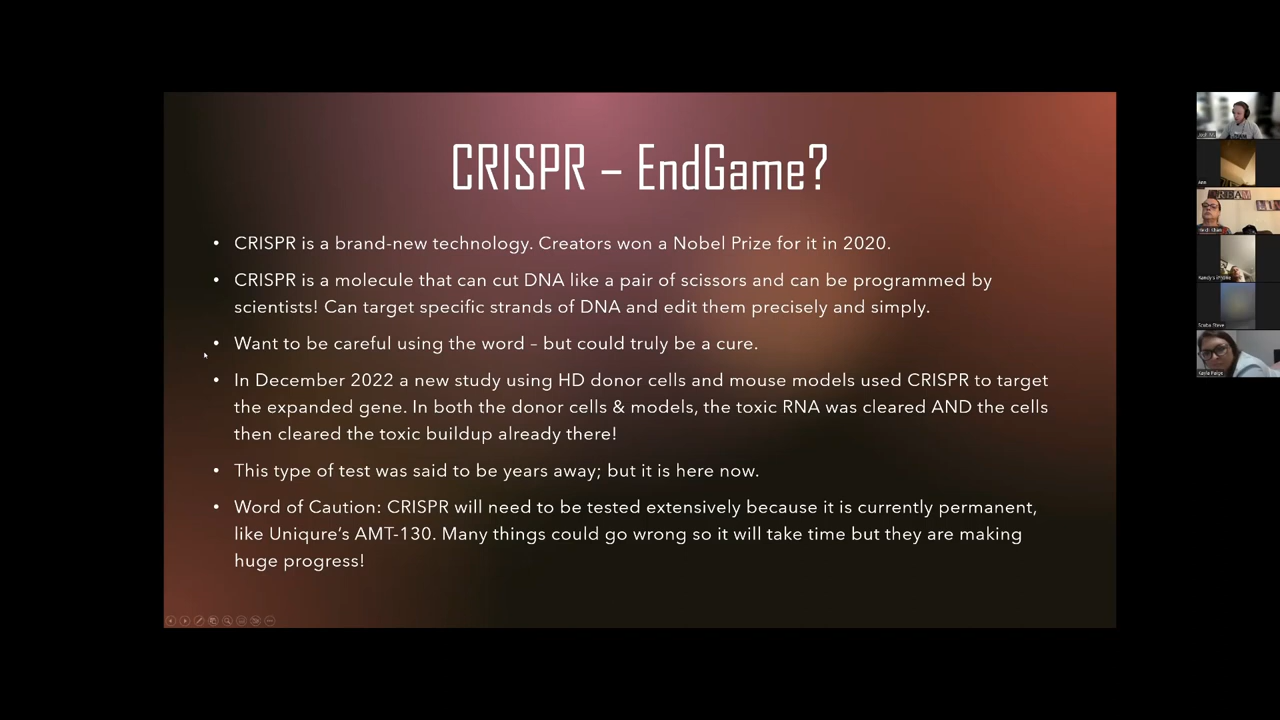 CRISPR – EndGame?
• CRISPR is a brand-new technology. Creators won a Nobel Prize for it in 2020.
• CRISPR is a molecule that can cut DNA like a pair of scissors and can be programmed by
scientists! Can target specific strands of DNA and edit them precisely and simply.
• Want to be careful using the word – but could truly be a cure.
• In December 2022 a new study using HD donor cells and mouse models used CRISPR to target
the expanded gene. In both the donor cells & models, the toxic RNA was cleared AND the cells
then cleared the toxic buildup already there!
• This type of test was said to be years away; but it is here now.
• Word of Caution: CRISPR will need to be tested extensively because it is currently permanent,
like Uniqure's AMT-130. Many things could go wrong so it will take time but they are making
huge progress!
Ann
Randy's iPhone
Scuba Steve
Kayla Paige